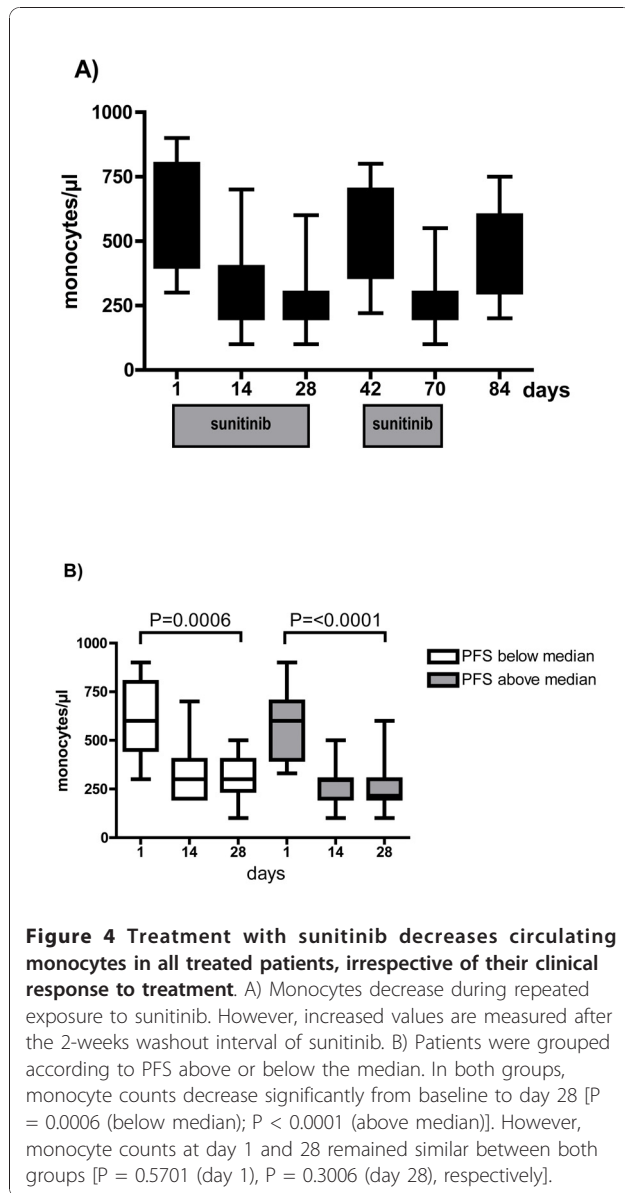 A)
1000
750
500
250
0
monocytes/µl
1 14 28 42 70 84 days
sunitinib sunitinib
B)
P=0.0006 P=<0.0001
1000
750
500
250
0
monocytes/µl
PFS below median
PFS above median
1 14 28 1 14 28
days
Figure 4 Treatment with sunitinib decreases circulating
monocytes in all treated patients, irrespective of their clinical
response to treatment. A) Monocytes decrease during repeated
exposure to sunitinib. However, increased values are measured after
the 2-weeks washout interval of sunitinib. B) Patients were grouped
according to PFS above or below the median. In both groups,
monocyte counts decrease significantly from baseline to day 28 [P
= 0.0006 (below median); P < 0.0001 (above median)]. However,
monocyte counts at day 1 and 28 remained similar between both
groups [P = 0.5701 (day 1), P = 0.3006 (day 28), respectively].